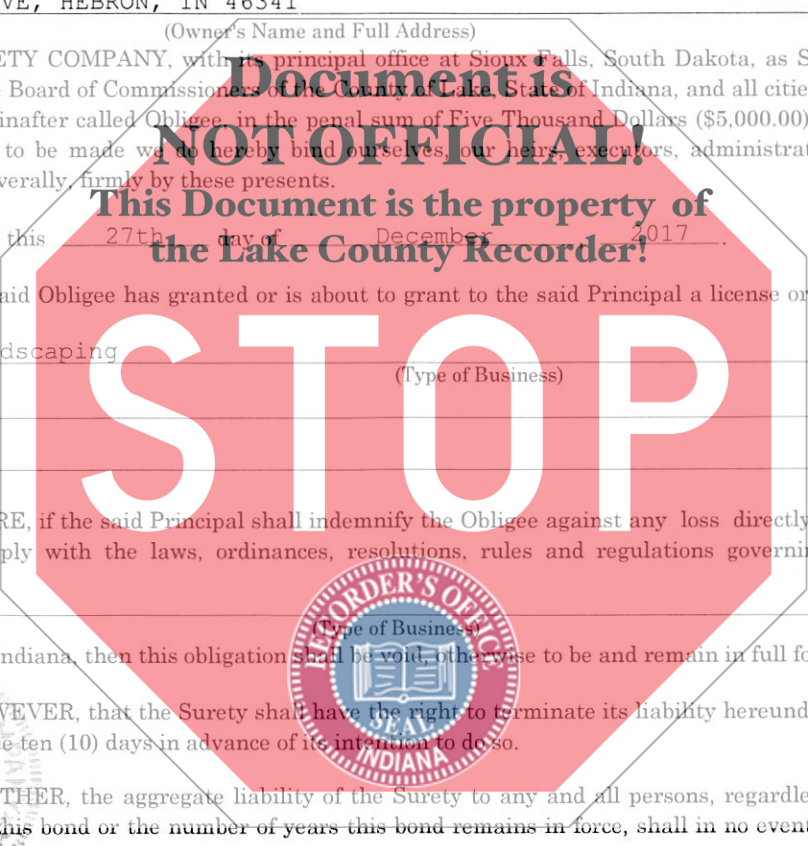 VE, HEBRON, IN 46341
(Owner's Name and Full Address)
ETY COMPANY, with its principal office at Sioux Falls, South Dakota, as S
Board of Commissioners of the County of Lake, State of Indiana, and all citie
inafter called Obligee, in the penal sum of Five Thousand Dollars ($5,000.00)
to be made we do hereby bind ourselves, our heirs, executors, administrat
verally, firmly by these presents.
Document is
NOT OFFICIAL!
This Document is the property of
the Lake County Recorder!
this 27th day of December, 2017.
aid Obligee has granted or is about to grant to the said Principal a license or
dscaping
(Type of Business)
STOP
RE, if the said Principal shall indemnify the Obligee against any loss directly
ply with the laws, ordinances, resolutions, rules and regulations governi
(Type of Business)
ndiana, then this obligation shall be void, otherwise to be and remain in full fo
VEVER, that the Surety shall have the right to terminate its liability hereund
e ten (10) days in advance of its intention to do so.
RECORDER'S OFFICE
SEAL
INDIANA
THER, the aggregate liability of the Surety to any and all persons, regardle
this bond or the number of years this bond remains in force, shall in no event